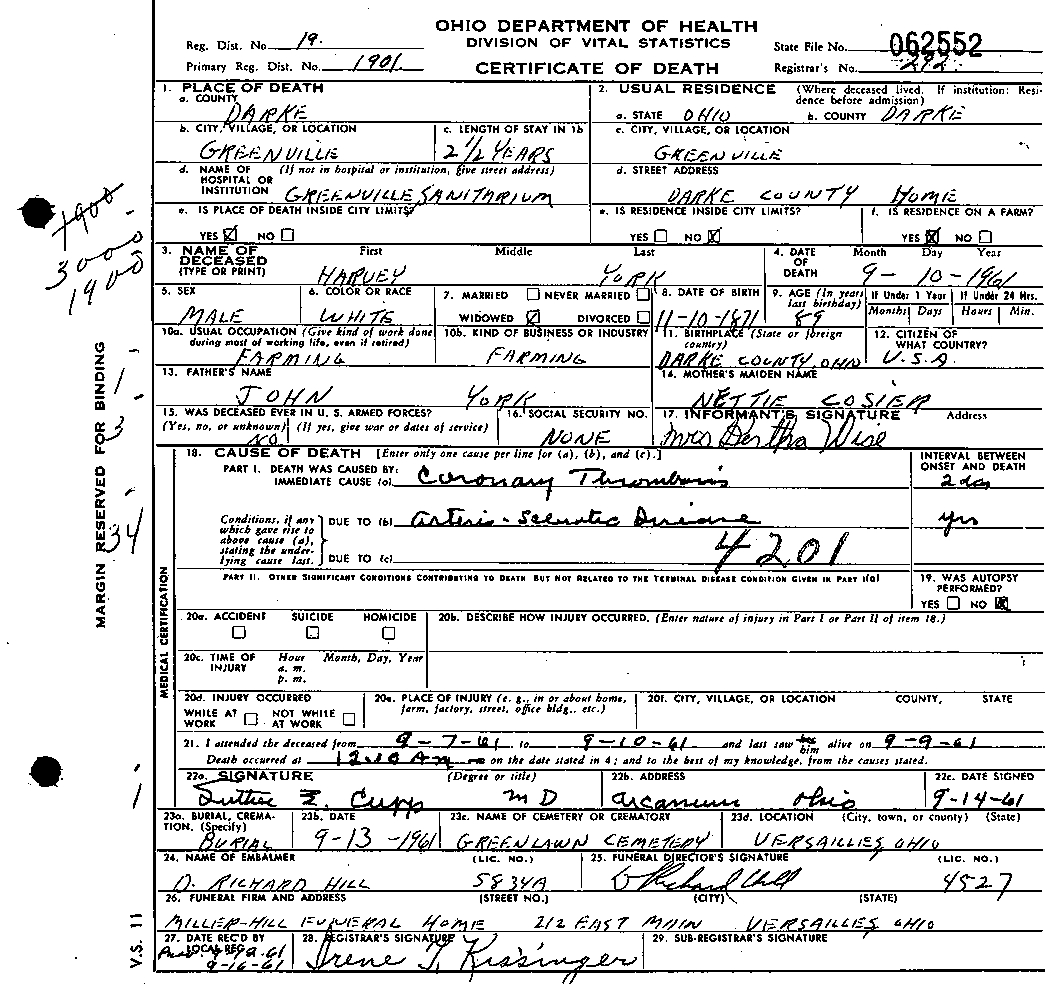 OHIO DEPARTMENT OF HEALTH
DIVISION OF VITAL STATISTICS
CERTIFICATE OF DEATH
Reg. Dist. No. 19.
Primary Reg. Dist. No. 1901.
State File No. 062552
Registrar's No. 292.
1. PLACE OF DEATH
a. COUNTY DARKE
b. CITY, VILLAGE, OR LOCATION GREENVILLE
c. LENGTH OF STAY IN 1b 2 1/2 YEARS
d. NAME OF HOSPITAL OR INSTITUTION (If not in hospital or institution, give street address) GREENVILLE SANITARIUM
e. IS PLACE OF DEATH INSIDE CITY LIMITS?
YES ☒ NO ☐
2. USUAL RESIDENCE (Where deceased lived. If institution: Residence before admission)
a. STATE OHIO b. COUNTY DARKE
c. CITY, VILLAGE, OR LOCATION GREENVILLE
d. STREET ADDRESS DARKE COUNTY HOME
e. IS RESIDENCE INSIDE CITY LIMITS?
YES ☐ NO ☒
f. IS RESIDENCE ON A FARM?
YES ☒ NO ☐
1900 -
3000
1900
3. NAME OF DECEASED (TYPE OR PRINT) First Middle Last
HARVEY YORK
4. DATE OF DEATH Month Day Year
9 - 10 - 1961
5. SEX MALE
6. COLOR OR RACE WHITE
7. MARRIED ☐ NEVER MARRIED ☐
WIDOWED ☒ DIVORCED ☐
8. DATE OF BIRTH 11-10-1871
9. AGE (In years last birthday) 89
If Under 1 Year Months Days
If Under 24 Hrs. Hours Min.
10a. USUAL OCCUPATION (Give kind of work done during most of working life, even if retired) FARMING
10b. KIND OF BUSINESS OR INDUSTRY FARMING
11. BIRTHPLACE (State or foreign country) DARKE COUNTY, OHIO
12. CITIZEN OF WHAT COUNTRY? U.S.A
13. FATHER'S NAME JOHN YORK
14. MOTHER'S MAIDEN NAME NETTIE COSIER
15. WAS DECEASED EVER IN U. S. ARMED FORCES?
(Yes, no, or unknown) (If yes, give war or dates of service)
NO
16. SOCIAL SECURITY NO. NONE
17. INFORMANT'S SIGNATURE Address
Mrs Bertha Wise
MARGIN RESERVED FOR BINDING
1
3
34
MEDICAL CERTIFICATION
18. CAUSE OF DEATH [Enter only one cause per line for (a), (b), and (c).]
INTERVAL BETWEEN ONSET AND DEATH
PART I. DEATH WAS CAUSED BY:
IMMEDIATE CAUSE (a) Coronary Thrombosis 2 da
Conditions, if any which gave rise to above cause (a), stating the underlying cause last.
DUE TO (b) Arterio-Sclerotic Disease yrs
DUE TO (c)
4201
PART II. OTHER SIGNIFICANT CONDITIONS CONTRIBUTING TO DEATH BUT NOT RELATED TO THE TERMINAL DISEASE CONDITION GIVEN IN PART I(a)
19. WAS AUTOPSY PERFORMED?
YES ☐ NO ☒
20a. ACCIDENT SUICIDE HOMICIDE
☐ ☐ ☐
20b. DESCRIBE HOW INJURY OCCURRED. (Enter nature of injury in Part I or Part II of item 18.)
20c. TIME OF INJURY Hour a. m. p. m. Month, Day, Year
20d. INJURY OCCURRED
WHILE AT WORK ☐ NOT WHILE AT WORK ☐
20e. PLACE OF INJURY (e. g., in or about home, farm, factory, street, office bldg., etc.)
20f. CITY, VILLAGE, OR LOCATION COUNTY, STATE
21. I attended the deceased from 9-7-61 to 9-10-61 and last saw him alive on 9-9-61
Death occurred at 12:10 Am on the date stated in 4; and to the best of my knowledge, from the causes stated.
22a. SIGNATURE (Degree or title)
Luther E. Cupp MD
22b. ADDRESS Arcanum Ohio
22c. DATE SIGNED 9-14-61
23a. BURIAL, CREMATION, (Specify) BURIAL
23b. DATE 9-13-1961
23c. NAME OF CEMETERY OR CREMATORY GREENLAWN CEMETERY
23d. LOCATION (City, town, or county) (State) VERSAILLES OHIO
24. NAME OF EMBALMER (LIC. NO.)
D. RICHARD HILL 5834A
25. FUNERAL DIRECTOR'S SIGNATURE (LIC. NO.)
D Richard Hill 4527
26. FUNERAL FIRM AND ADDRESS (STREET NO.) (CITY) (STATE)
MILLER-HILL FUNERAL HOME 212 EAST MAIN VERSAILLES OHIO
27. DATE REC'D BY LOCAL REG.
9-16-61
28. REGISTRAR'S SIGNATURE
Irene T. Kissinger
29. SUB-REGISTRAR'S SIGNATURE
V.S. 11